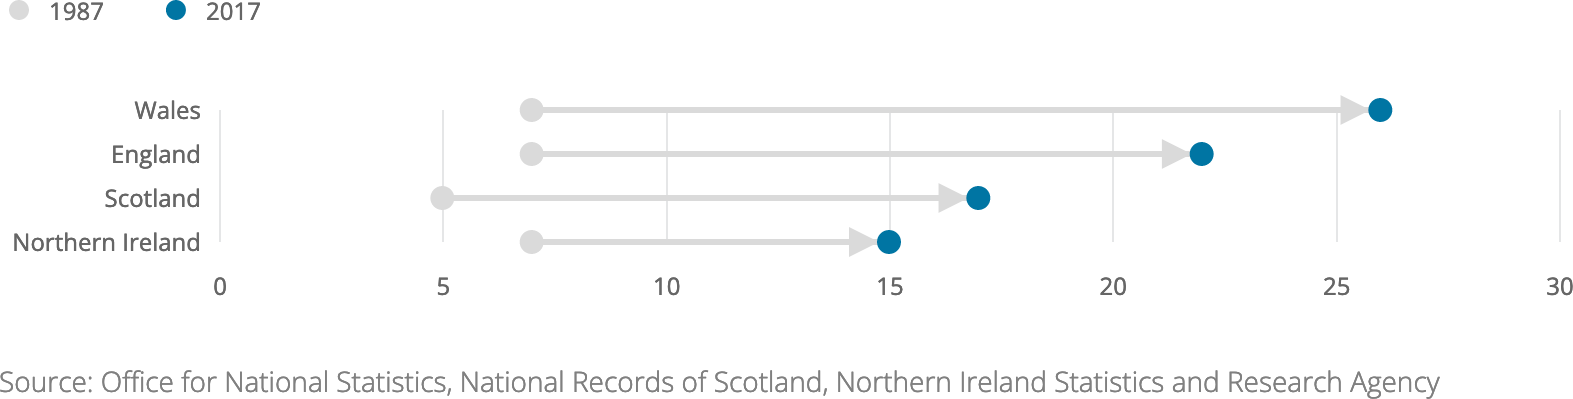 1987 2017
Wales
England
Scotland
Northern Ireland
0 5 10 15 20 25 30
Source: Office for National Statistics, National Records of Scotland, Northern Ireland Statistics and Research Agency